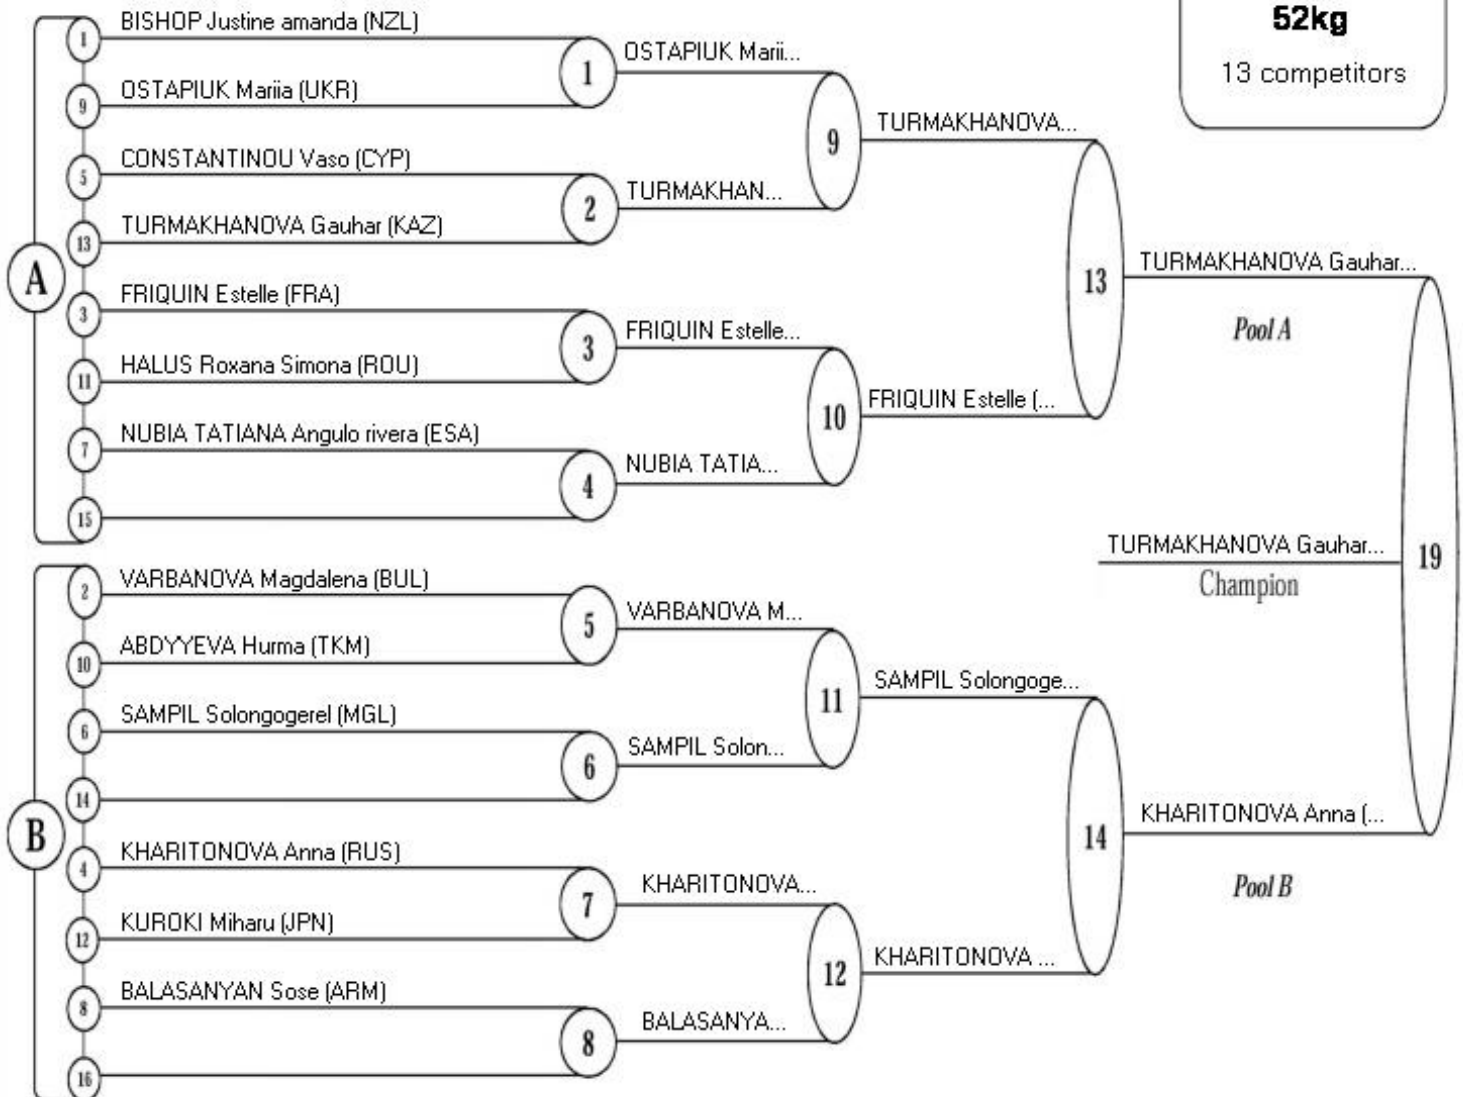 52kg
13 competitors
A
1
BISHOP Justine amanda (NZL)
9
OSTAPIUK Mariia (UKR)
5
CONSTANTINOU Vaso (CYP)
13
TURMAKHANOVA Gauhar (KAZ)
3
FRIQUIN Estelle (FRA)
11
HALUS Roxana Simona (ROU)
7
NUBIA TATIANA Angulo rivera (ESA)
15
B
2
VARBANOVA Magdalena (BUL)
10
ABDYYEVA Hurma (TKM)
6
SAMPIL Solongogerel (MGL)
14
4
KHARITONOVA Anna (RUS)
12
KUROKI Miharu (JPN)
8
BALASANYAN Sose (ARM)
16
1
OSTAPIUK Marii...
2
TURMAKHAN...
3
FRIQUIN Estelle...
4
NUBIA TATIA...
5
VARBANOVA M...
6
SAMPIL Solon...
7
KHARITONOVA...
8
BALASANYA...
9
TURMAKHANOVA...
10
FRIQUIN Estelle (...
11
SAMPIL Solongoge...
12
KHARITONOVA ...
13
TURMAKHANOVA Gauhar...
Pool A
14
KHARITONOVA Anna (...
Pool B
19
TURMAKHANOVA Gauhar...
Champion